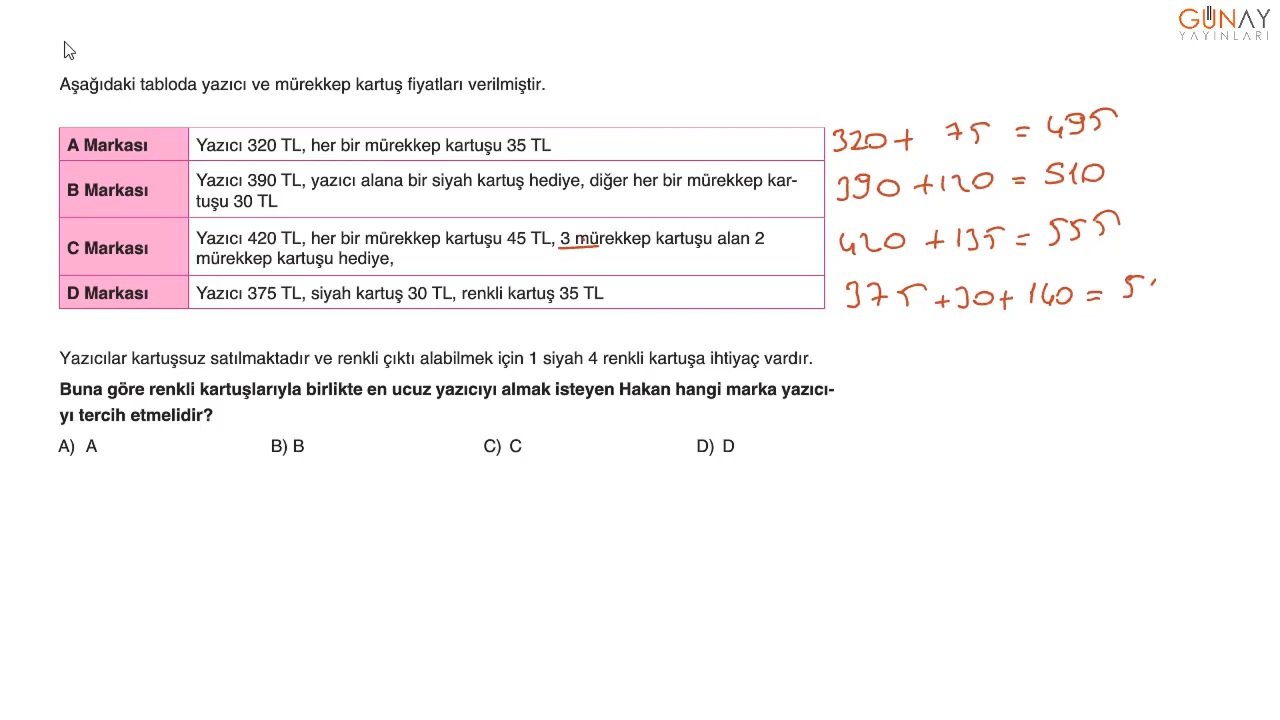 GÜNAY
YAYINLARI
Aşağıdaki tabloda yazıcı ve mürekkep kartuş fiyatları verilmiştir.
A Markası Yazıcı 320 TL, her bir mürekkep kartuşu 35 TL 320 + 75 = 495
B Markası Yazıcı 390 TL, yazıcı alana bir siyah kartuş hediye, diğer her bir mürekkep kar-
tuşu 30 TL 390 + 120 = 510
C Markası Yazıcı 420 TL, her bir mürekkep kartuşu 45 TL, 3 mürekkep kartuşu alan 2
mürekkep kartuşu hediye, 420 + 135 = 555
D Markası Yazıcı 375 TL, siyah kartuş 30 TL, renkli kartuş 35 TL 375 + 30 + 140 = 5
Yazıcılar kartuşsuz satılmaktadır ve renkli çıktı alabilmek için 1 siyah 4 renkli kartuşa ihtiyaç vardır.
Buna göre renkli kartuşlarıyla birlikte en ucuz yazıcıyı almak isteyen Hakan hangi marka yazıcı-
yı tercih etmelidir?
A) A B) B C) C D) D